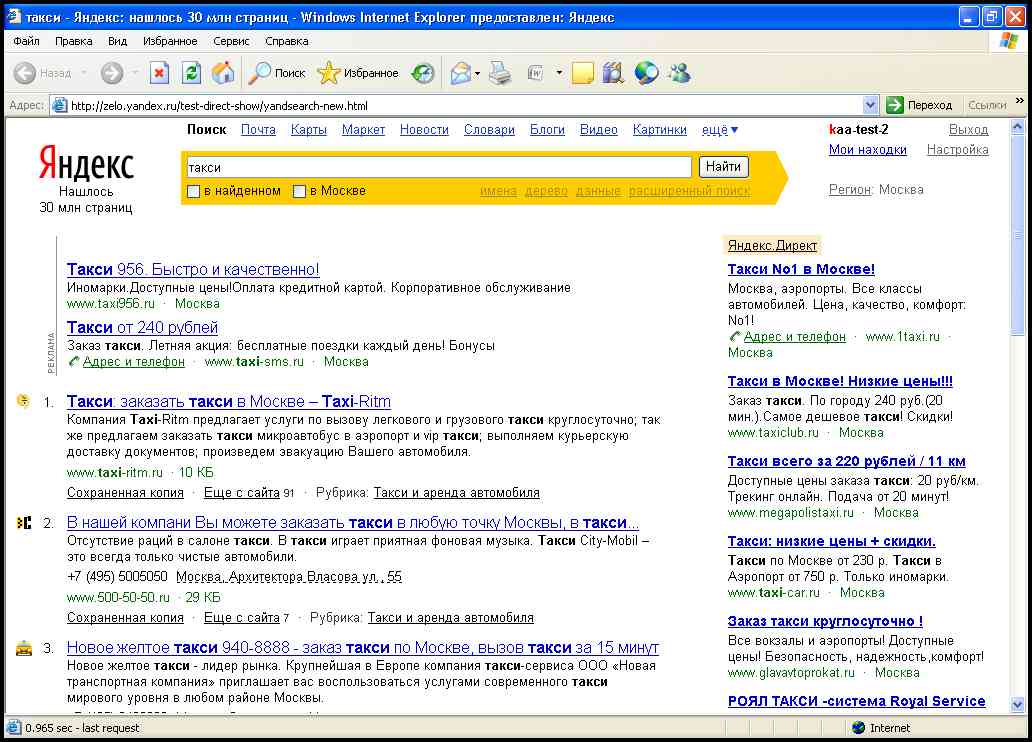 такси - Яндекс: нашлось 30 млн страниц - Windows Internet Explorer предоставлен: Яндекс
Файл Правка Вид Избранное Сервис Справка
Назад Поиск Избранное
Адрес: http://zelo.yandex.ru/test-direct-show/yandsearch-new.html Переход Ссылки »
Поиск Почта Карты Маркет Новости Словари Блоги Видео Картинки ещё ▼
kaa-test-2 Выход
Мои находки Настройка
Регион: Москва
Яндекс
Нашлось
30 млн страниц
такси Найти
в найденном в Москве имена дерево данные расширенный поиск
РЕКЛАМА
Такси 956. Быстро и качественно!
Иномарки.Доступные цены!Оплата кредитной картой. Корпоративное обслуживание
www.taxi956.ru · Москва
Такси от 240 рублей
Заказ такси. Летняя акция: бесплатные поездки каждый день! Бонусы
Адрес и телефон · www.taxi-sms.ru · Москва
1. Такси: заказать такси в Москве – Taxi-Ritm
Компания Taxi-Ritm предлагает услуги по вызову легкового и грузового такси круглосуточно; так
же предлагаем заказать такси микроавтобус в аэропорт и vip такси; выполняем курьерскую
доставку документов; произведем эвакуацию Вашего автомобиля.
www.taxi-ritm.ru · 10 КБ
Сохраненная копия · Еще с сайта 91 · Рубрика: Такси и аренда автомобиля
2. В нашей компани Вы можете заказать такси в любую точку Москвы, в такси...
Отсутствие раций в салоне такси. В такси играет приятная фоновая музыка. Такси City-Mobil –
это всегда только чистые автомобили.
+7 (495) 5005050 Москва, Архитектора Власова ул., 55
www.500-50-50.ru · 29 КБ
Сохраненная копия · Еще с сайта 7 · Рубрика: Такси и аренда автомобиля
3. Новое желтое такси 940-8888 - заказ такси по Москве, вызов такси за 15 минут
Новое желтое такси - лидер рынка. Крупнейшая в Европе компания такси-сервиса ООО «Новая
транспортная компания» приглашает вас воспользоваться услугами современного такси
мирового уровня в любом районе Москвы.
Яндекс.Директ
Такси No1 в Москве!
Москва, аэропорты. Все классы
автомобилей. Цена, качество, комфорт:
No1!
Адрес и телефон · www.1taxi.ru ·
Москва
Такси в Москве! Низкие цены!!!
Заказ такси. По городу 240 руб.(20
мин.).Самое дешевое такси! Скидки!
www.taxiclub.ru · Москва
Такси всего за 220 рублей / 11 км
Доступные цены заказа такси: 20 руб/км.
Трекинг онлайн. Подача от 20 минут!
www.megapolistaxi.ru · Москва
Такси: низкие цены + скидки.
Такси по Москве от 230 р. Такси в
Аэропорт от 750 р. Только иномарки.
www.taxi-car.ru · Москва
Заказ такси круглосуточно !
Все вокзалы и аэропорты! Доступные
цены! Безопасность, надежность,комфорт!
www.glavavtoprokat.ru · Москва
РОЯЛ ТАКСИ -система Royal Service
0.965 sec - last request Internet